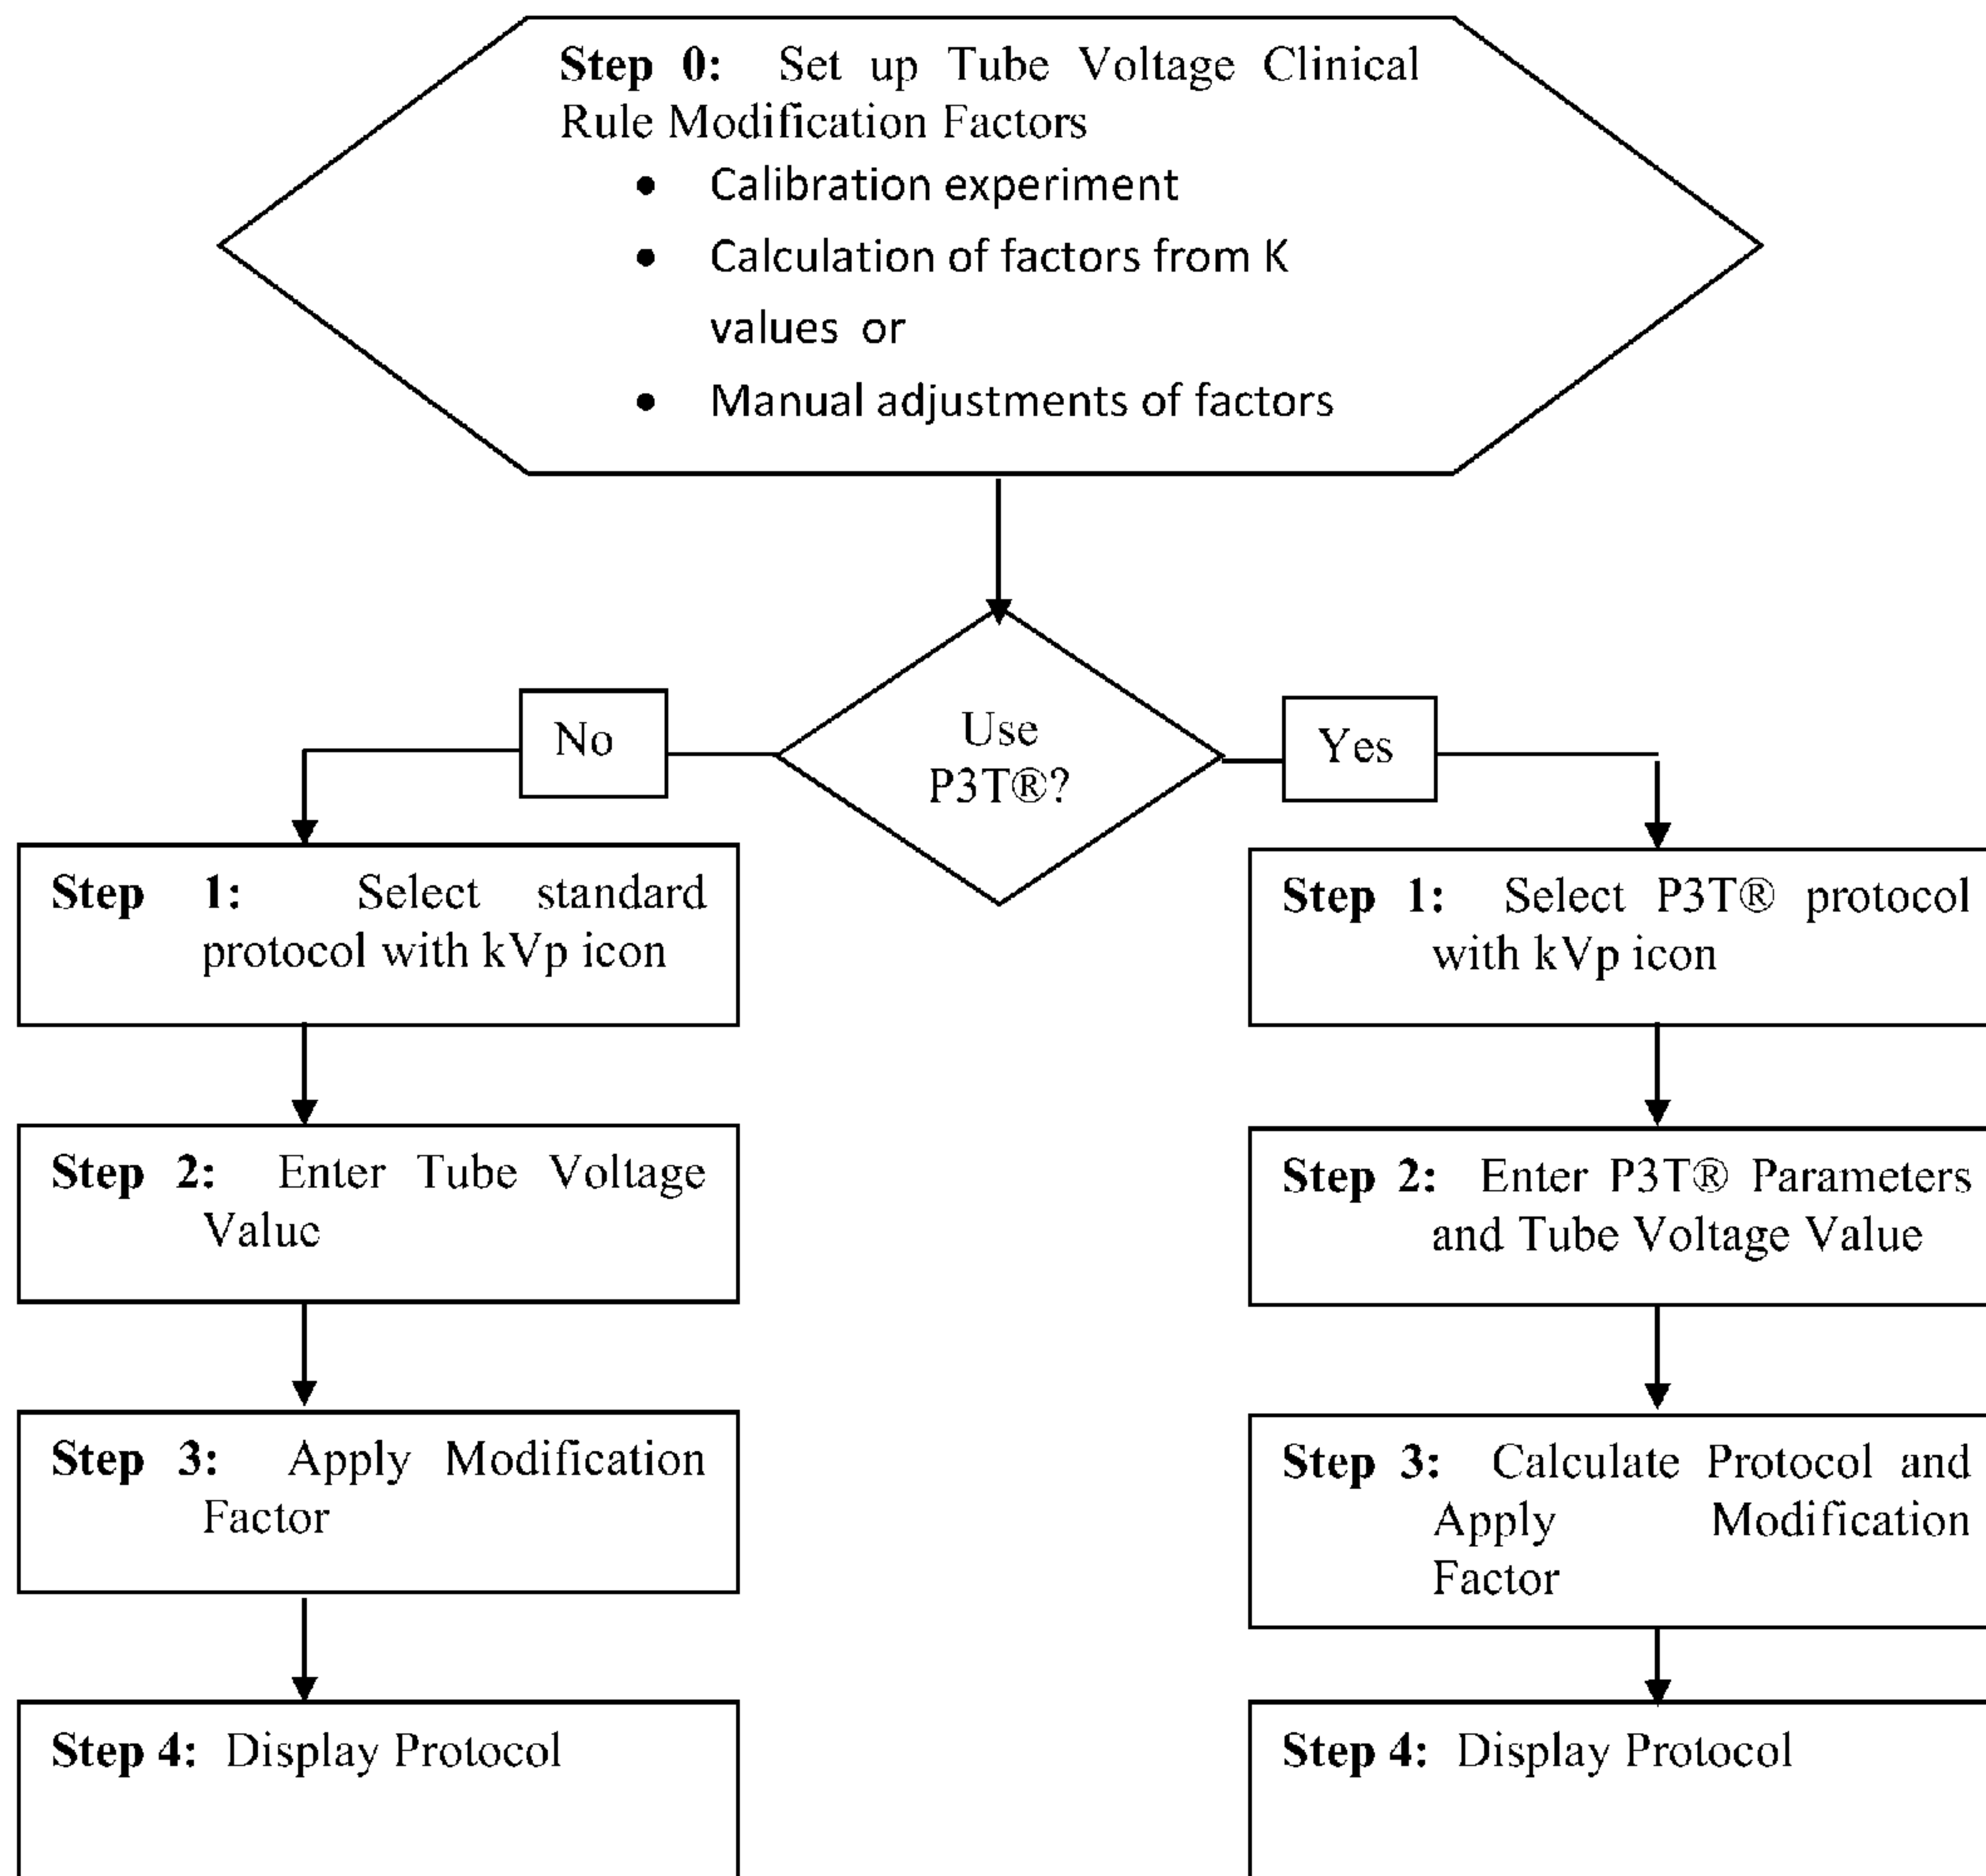 Step 0: Set up Tube Voltage Clinical
Rule Modification Factors
• Calibration experiment
• Calculation of factors from K
values or
• Manual adjustments of factors
Use
P3T®?
No
Yes
Step 1: Select standard
protocol with kVp icon
Step 2: Enter Tube Voltage
Value
Step 3: Apply Modification
Factor
Step 4: Display Protocol
Step 1: Select P3T® protocol
with kVp icon
Step 2: Enter P3T® Parameters
and Tube Voltage Value
Step 3: Calculate Protocol and
Apply Modification
Factor
Step 4: Display Protocol